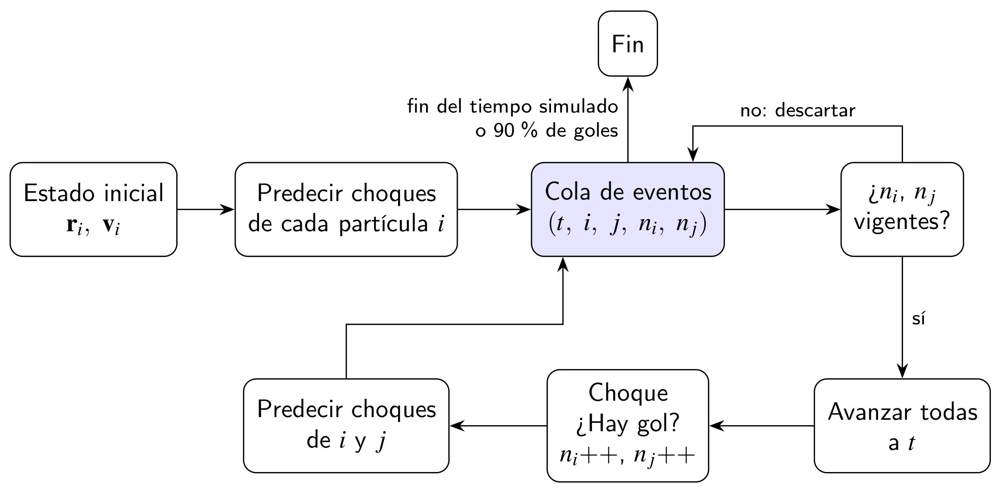 Fin
fin del tiempo simulado
o 90 % de goles
no: descartar
Estado inicial
𝐫ᵢ, 𝐯ᵢ
Predecir choques
de cada partícula i
Cola de eventos
(t, i, j, nᵢ, nⱼ)
¿nᵢ, nⱼ
vigentes?
sí
Avanzar todas
a t
Choque
¿Hay gol?
nᵢ++, nⱼ++
Predecir choques
de i y j